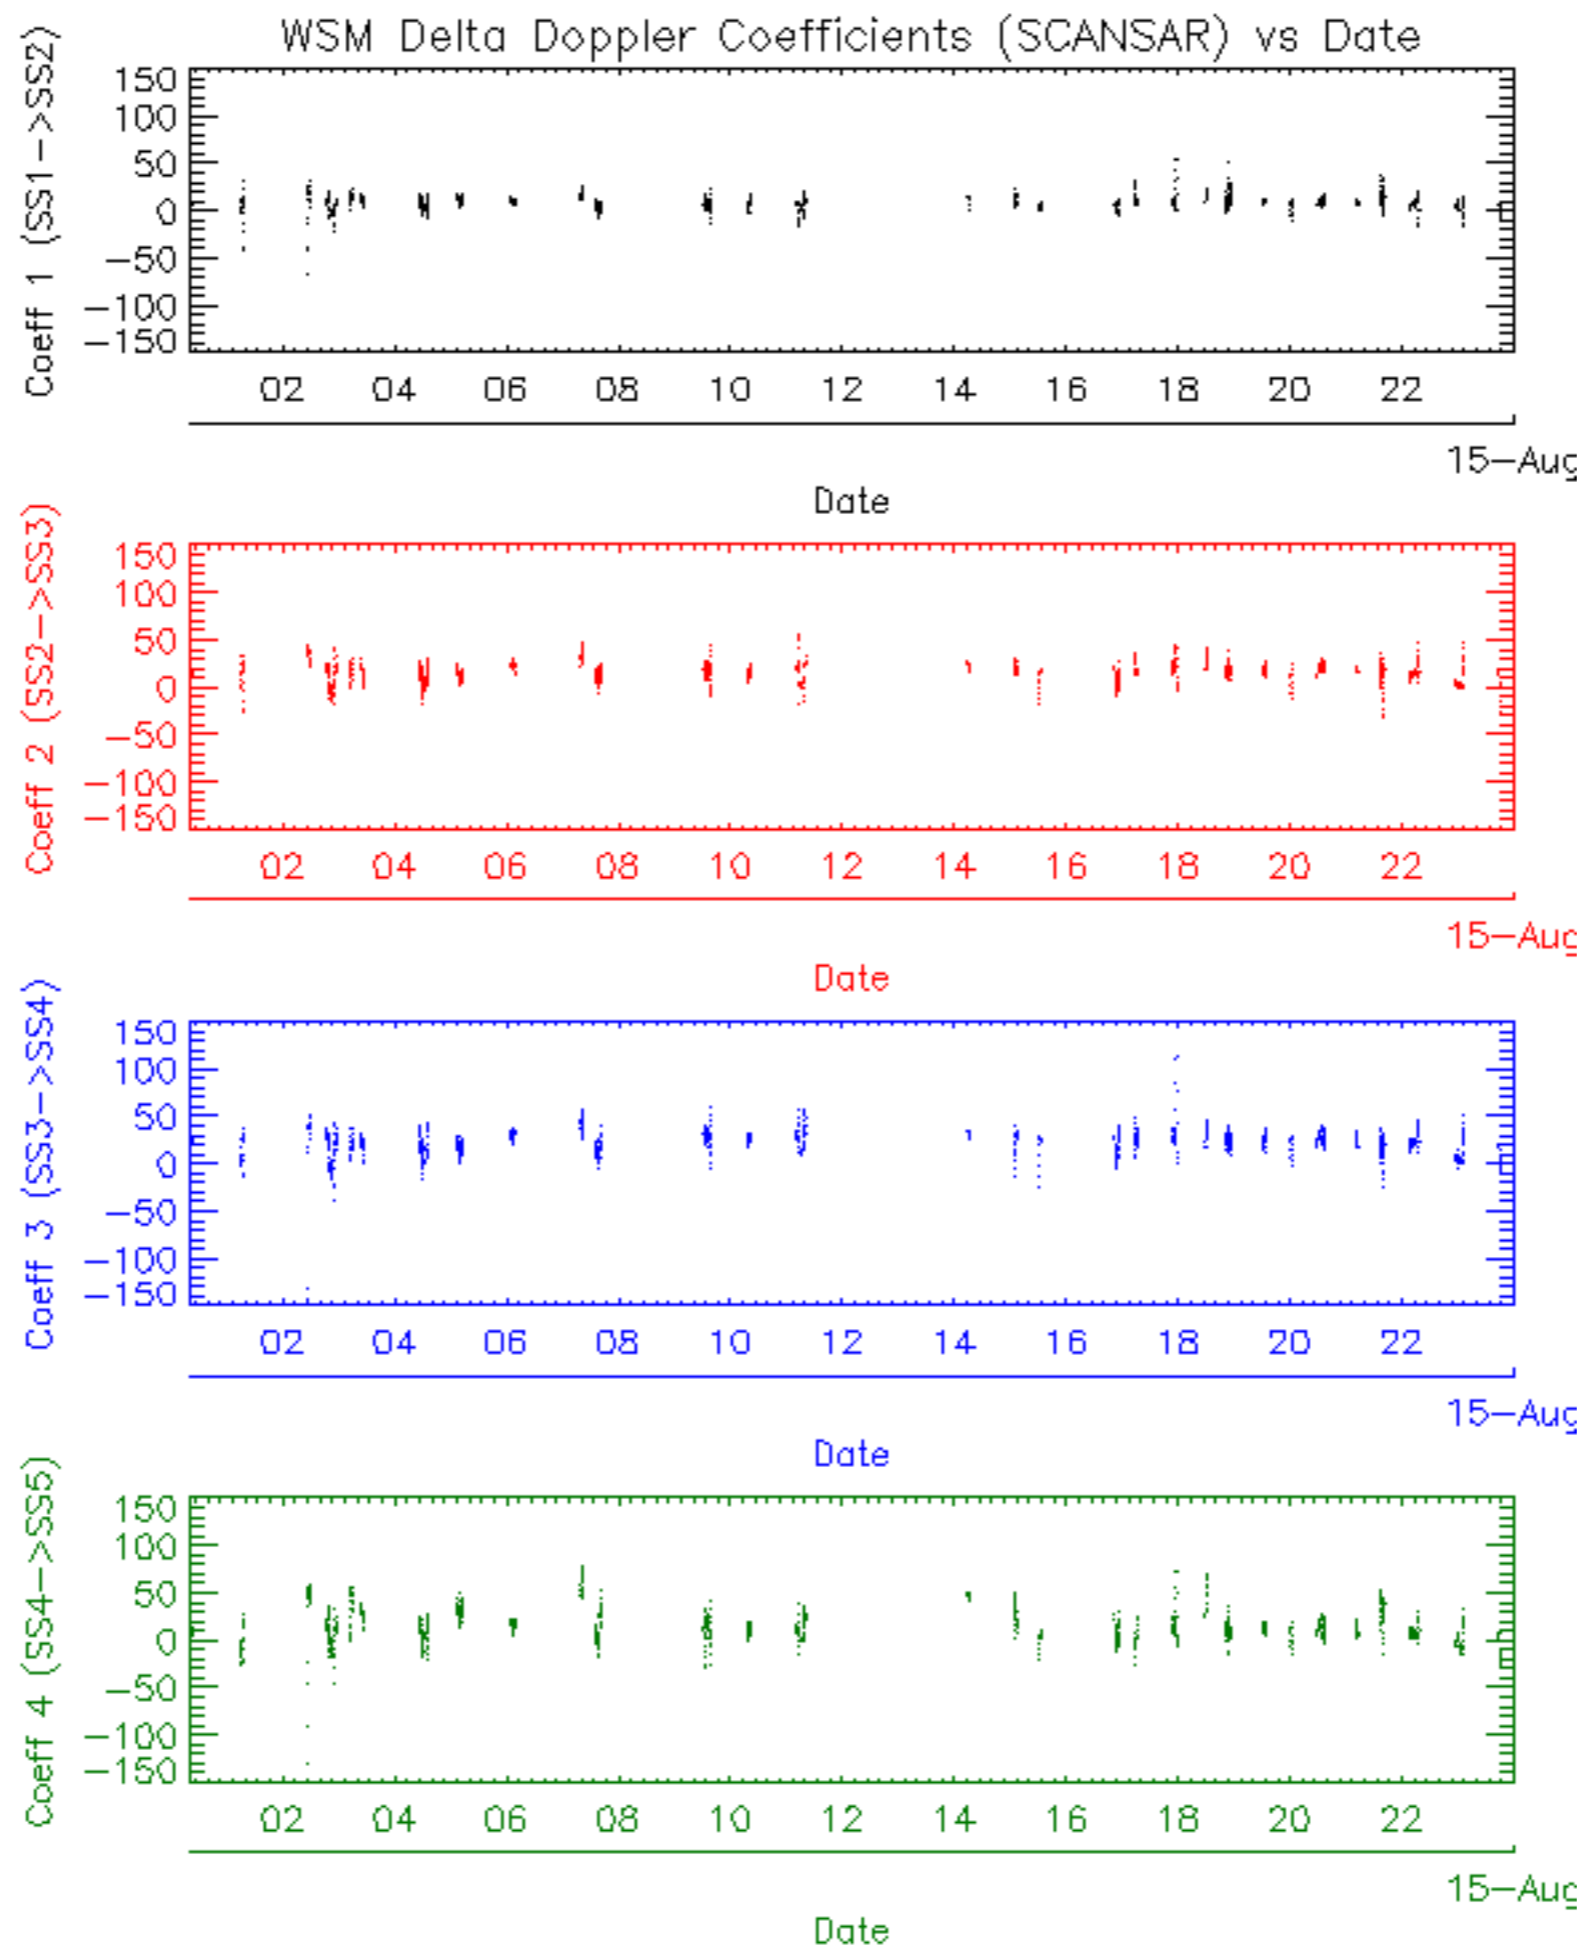 WSM Delta Doppler Coefficients (SCANSAR) vs Date
Coeff 1 (SS1->SS2)
150
100
50
0
-50
-100
-150
02 04 06 08 10 12 14 16 18 20 22
15-Aug
Date
Coeff 2 (SS2->SS3)
150
100
50
0
-50
-100
-150
02 04 06 08 10 12 14 16 18 20 22
15-Aug
Date
Coeff 3 (SS3->SS4)
150
100
50
0
-50
-100
-150
02 04 06 08 10 12 14 16 18 20 22
15-Aug
Date
Coeff 4 (SS4->SS5)
150
100
50
0
-50
-100
-150
02 04 06 08 10 12 14 16 18 20 22
15-Aug
Date